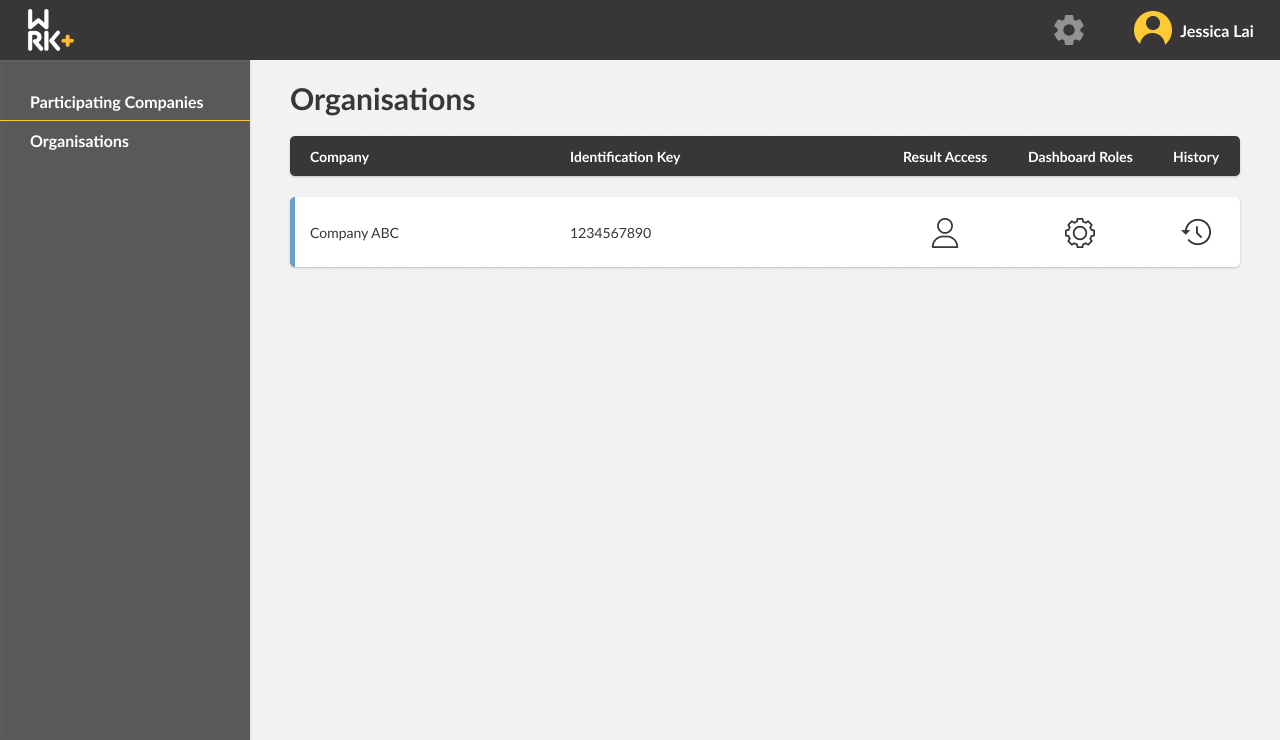 W
RK+
Jessica Lai
Participating Companies
Organisations
Organisations
Company Identification Key Result Access Dashboard Roles History
Company ABC 1234567890